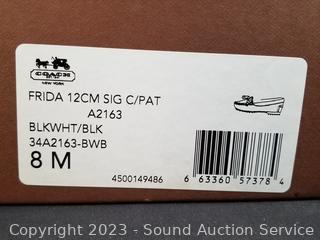 COACH
NEW YORK
FRIDA 12CM SIG C/PAT
A2163
BLKWHT/BLK
34A2163-BWB
8 M
4500149486
6 63360 57378 4
Copyright 2023 - Sound Auction Service